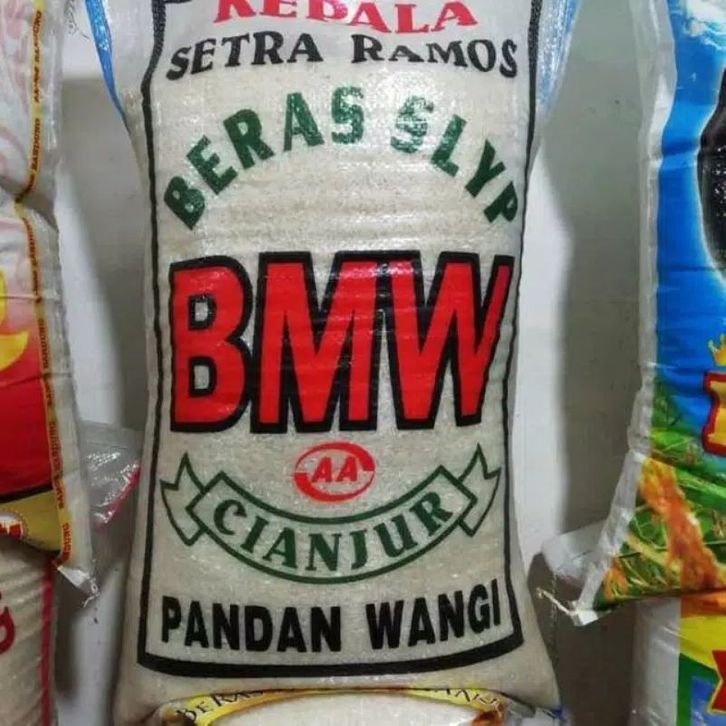 KEPALA
SETRA RAMOS
BERAS SLYP
BMW
AA
CIANJUR
PANDAN WANGI